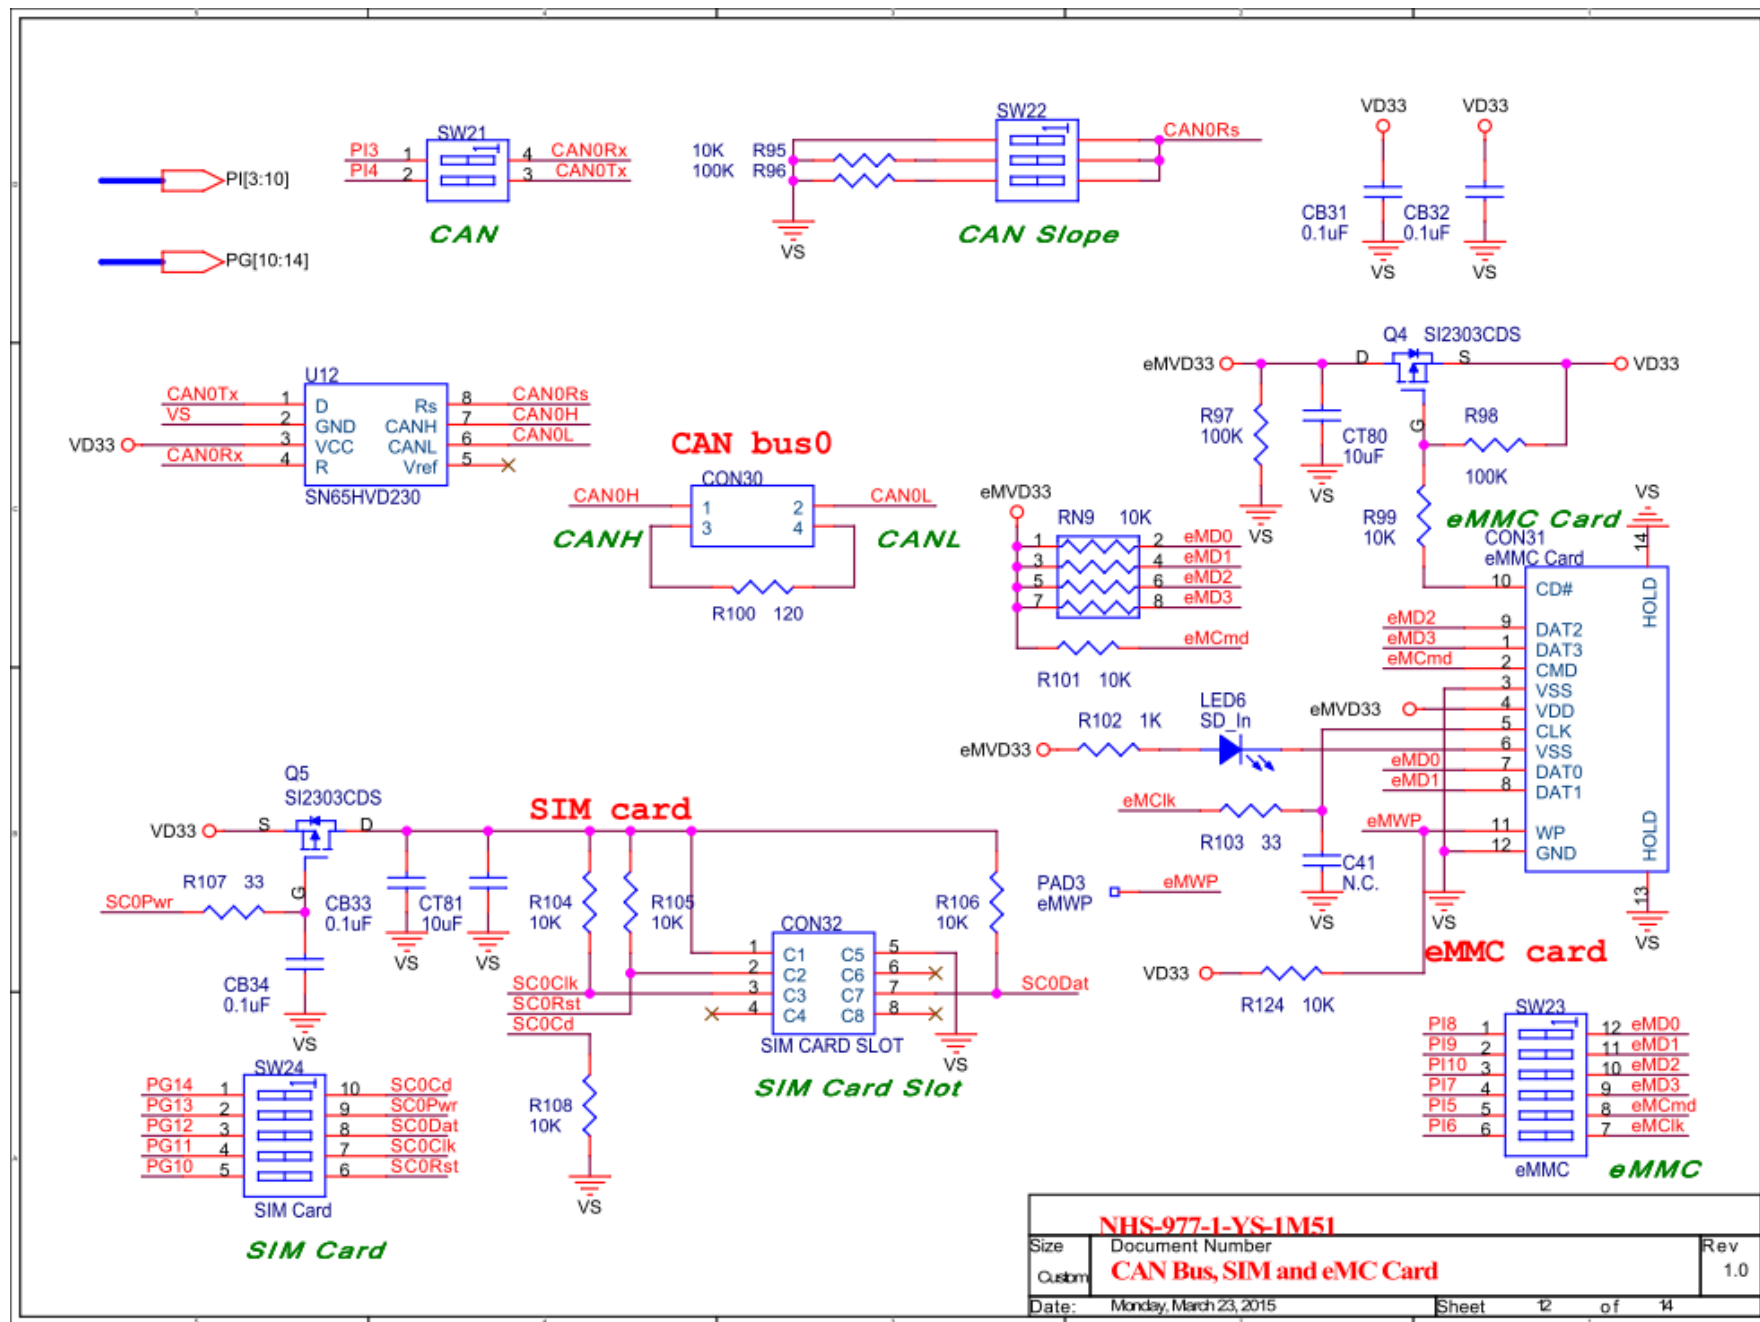 SW21
PI3 1 4 CAN0Rx
PI4 2 3 CAN0Tx
CAN
PI[3:10]
PG[10:14]
SW22
10K R95
100K R96
CAN0Rs
VS
CAN Slope
VD33 VD33
CB31 CB32
0.1uF 0.1uF
VS VS
U12
CAN0Tx 1 D Rs 8 CAN0Rs
VS 2 GND CANH 7 CAN0H
VD33 3 VCC CANL 6 CAN0L
CAN0Rx 4 R Vref 5
SN65HVD230
CAN bus0
CON30
CAN0H 1 2 CAN0L
3 4
CANH CANL
R100 120
Q4 SI2303CDS
eMVD33 D S VD33
G
R97
100K
CT80
10uF
R98
100K
VS VS
R99
10K
eMVD33
RN9 10K
1 2 eMD0
3 4 eMD1
5 6 eMD2
7 8 eMD3
eMCmd
R101 10K
eMMC Card
VS
14
CON31
eMMC Card
10 CD# HOLD
eMD2 9 DAT2
eMD3 1 DAT3
eMCmd 2 CMD
3 VSS
eMVD33 4 VDD
5 CLK
6 VSS
eMD0 7 DAT0
eMD1 8 DAT1
eMWP 11 WP HOLD
12 GND
13
VS VS
LED6
SD_In
R102 1K
eMVD33
eMClk
R103 33
C41
N.C.
VS
PAD3
eMWP
eMWP
eMMC card
VD33
R124 10K
Q5
SI2303CDS
VD33 S D
G
R107 33
SC0Pwr
CB33
0.1uF
CT81
10uF
VS VS
CB34
0.1uF
VS
SIM card
R104
10K
R105
10K
R106
10K
CON32
1 C1 C5 5
2 C2 C6 6
3 C3 C7 7
4 C4 C8 8
SC0Clk
SC0Rst
SC0Cd
SC0Dat
SIM CARD SLOT
VS
SIM Card Slot
R108
10K
VS
SW24
PG14 1 10 SC0Cd
PG13 2 9 SC0Pwr
PG12 3 8 SC0Dat
PG11 4 7 SC0Clk
PG10 5 6 SC0Rst
SIM Card
SIM Card
SW23
PI8 1 12 eMD0
PI9 2 11 eMD1
PI10 3 10 eMD2
PI7 4 9 eMD3
PI5 5 8 eMCmd
PI6 6 7 eMClk
eMMC
eMMC
NHS-977-1-YS-1M51
Size Document Number Rev
Custom CAN Bus, SIM and eMC Card 1.0
Date: Monday, March 23, 2015 Sheet 12 of 14